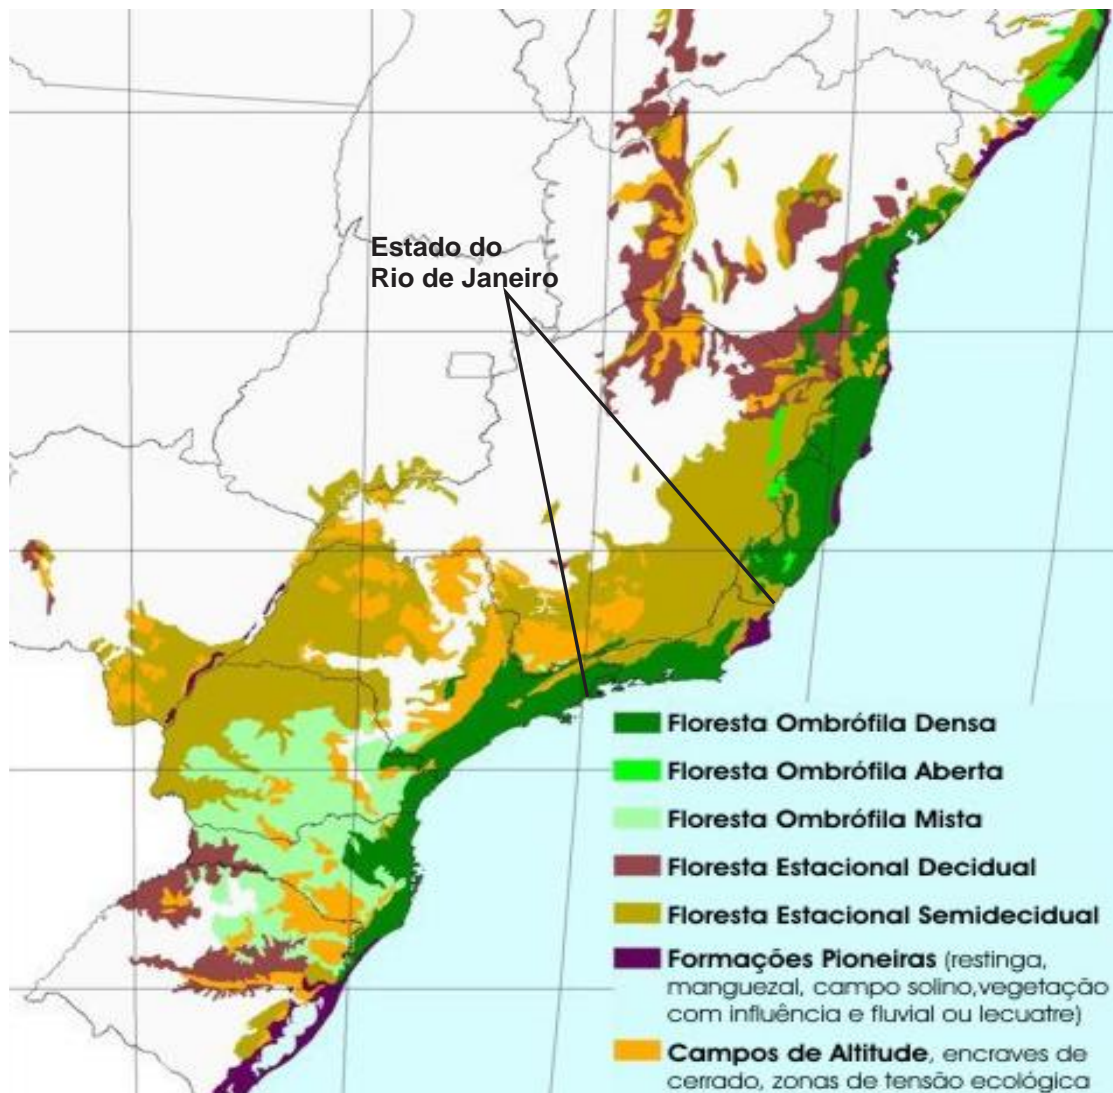 Estado do
Rio de Janeiro
Floresta Ombrófila Densa
Floresta Ombrófila Aberta
Floresta Ombrófila Mista
Floresta Estacional Decidual
Floresta Estacional Semidecidual
Formações Pioneiras (restinga,
manguezal, campo solino,vegetação
com influência e fluvial ou lecuatre)
Campos de Altitude, encraves de
cerrado, zonas de tensão ecológica